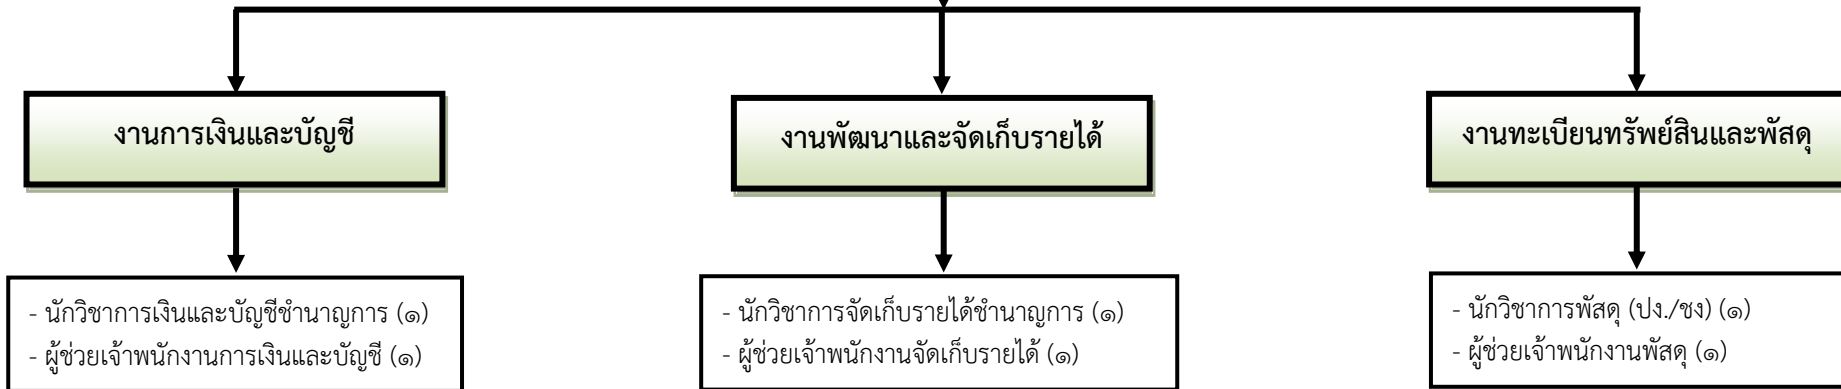 งานการเงินและบัญชี
งานพัฒนาและจัดเก็บรายได้
งานทะเบียนทรัพย์สินและพัสดุ
- นักวิชาการเงินและบัญชีชำนาญการ (๑)
- ผู้ช่วยเจ้าพนักงานการเงินและบัญชี (๑)
- นักวิชาการจัดเก็บรายได้ชำนาญการ (๑)
- ผู้ช่วยเจ้าพนักงานจัดเก็บรายได้ (๑)
- นักวิชาการพัสดุ (ปง./ชง) (๑)
- ผู้ช่วยเจ้าพนักงานพัสดุ (๑)